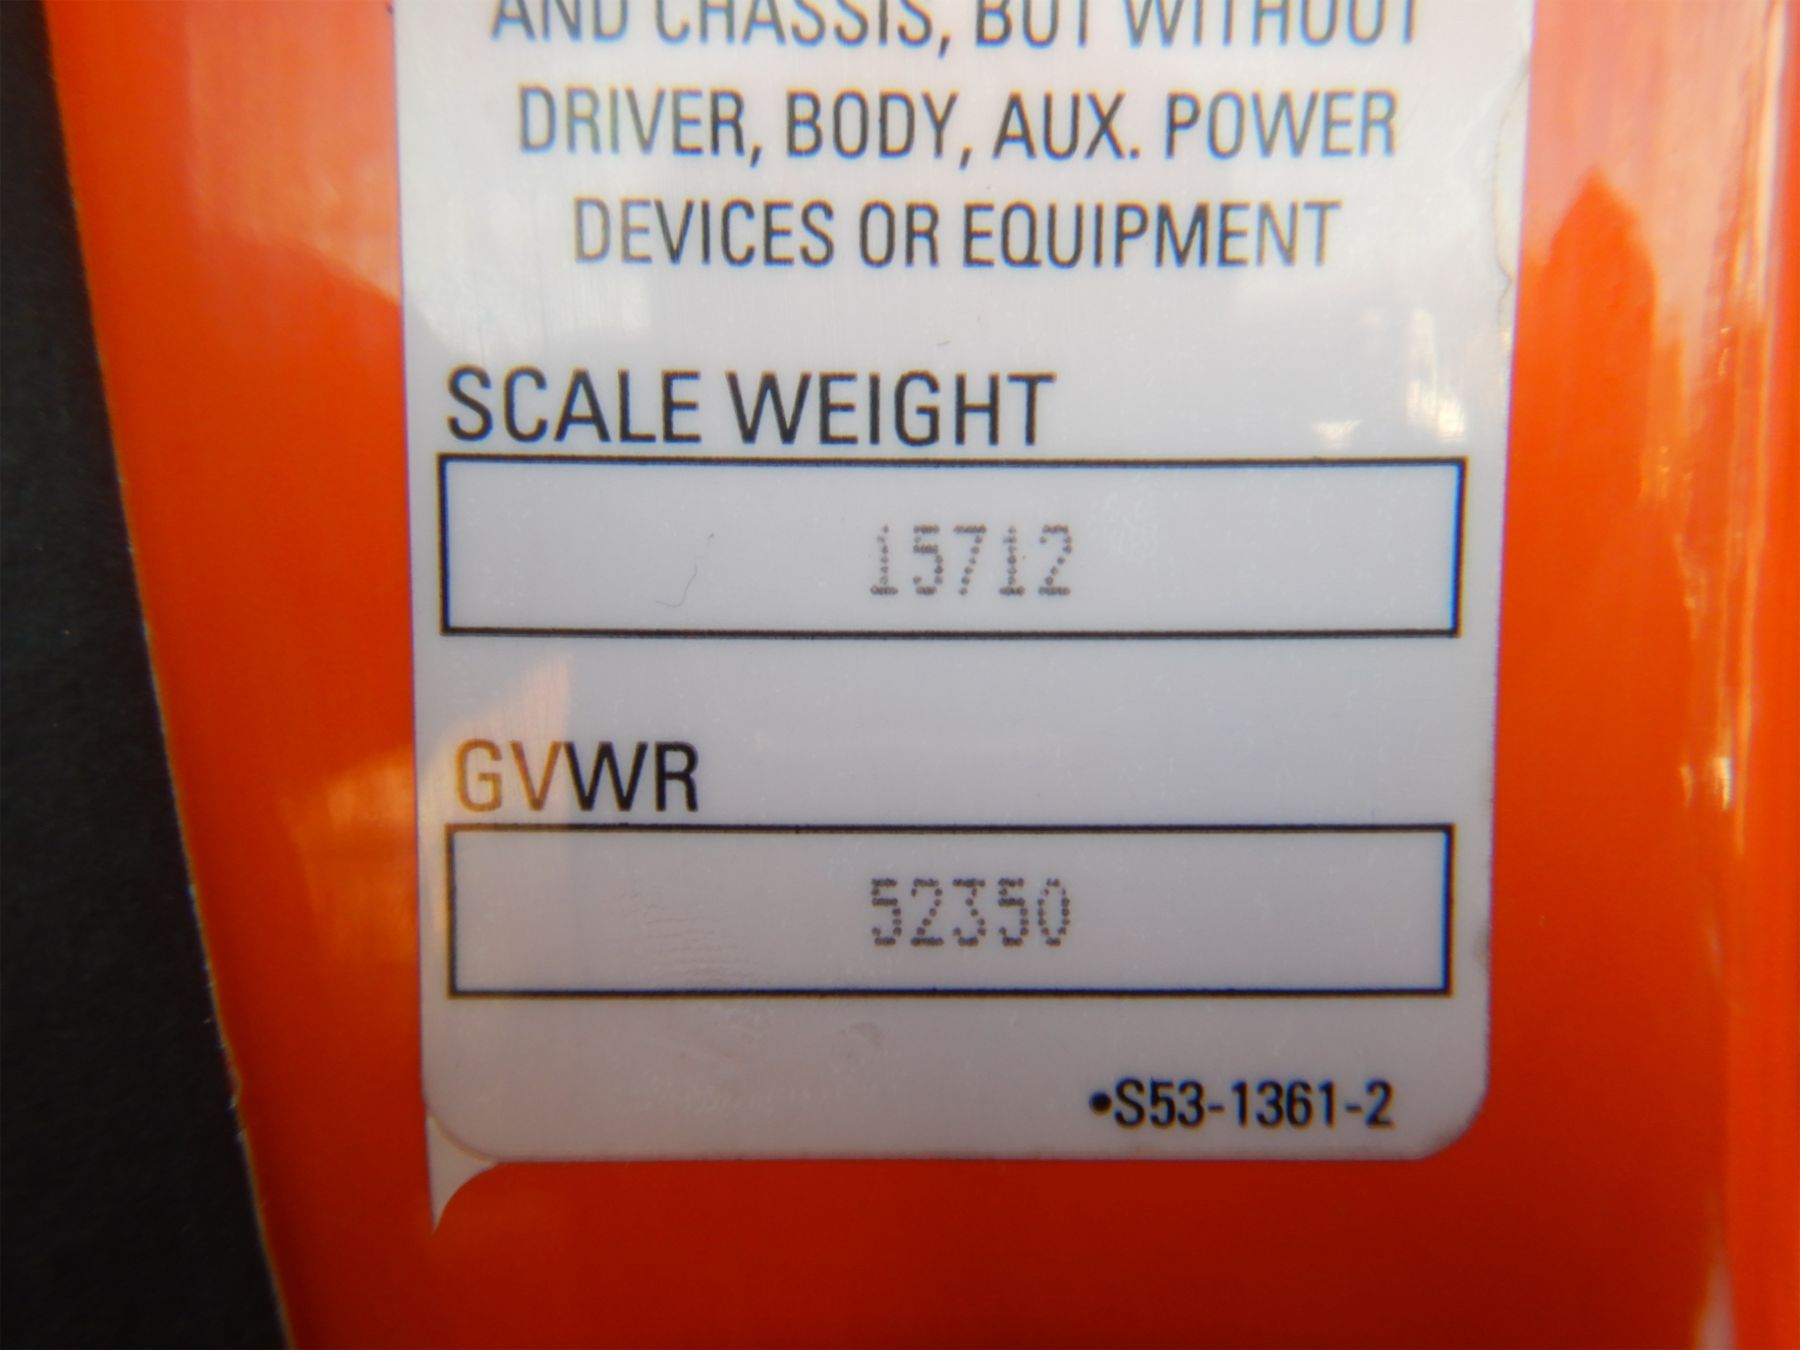 AND CHASSIS, BUT WITHOUT
DRIVER, BODY, AUX. POWER
DEVICES OR EQUIPMENT
SCALE WEIGHT
15712
GVWR
52350
•S53-1361-2